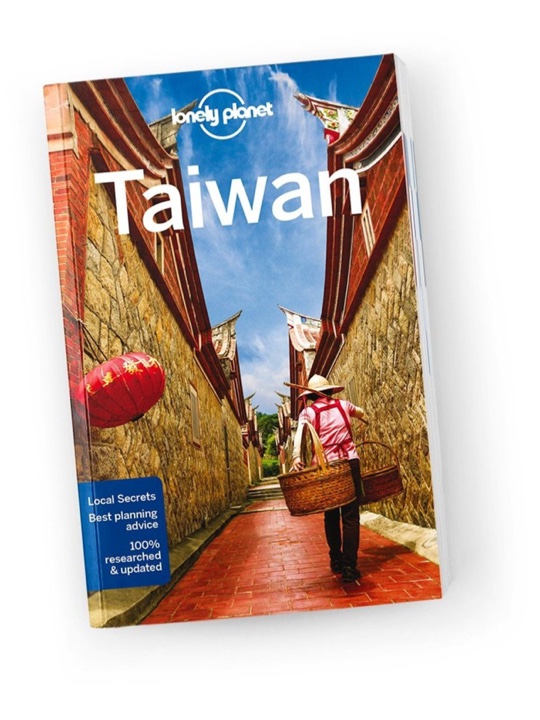 lonely planet
Taiwan
Local Secrets
Best planning
advice
100%
researched
& updated